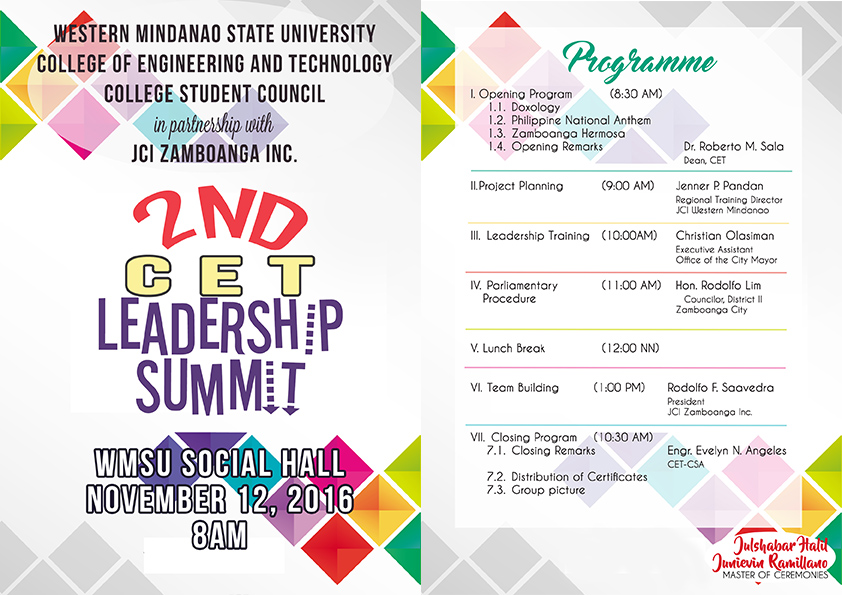 WESTERN MINDANAO STATE UNIVERSITY
COLLEGE OF ENGINEERING AND TECHNOLOGY
COLLEGE STUDENT COUNCIL
in partnership with
JCI ZAMBOANGA INC.
2ND
CET
LEADERSHIP
SUMMIT
WMSU SOCIAL HALL
NOVEMBER 12, 2016
8AM
Programme
I. Opening Program (8:30 AM)
1.1. Doxology
1.2. Philippine National Anthem
1.3. Zamboanga Hermosa
1.4. Opening Remarks Dr. Roberto M. Sala
Dean, CET
II.Project Planning (9:00 AM) Jenner P. Pandan
Regional Training Director
JCI Western Mindanao
III. Leadership Training (10:00AM) Christian Olasiman
Executive Assistant
Office of the City Mayor
IV. Parliamentary (11:00 AM) Hon. Rodolfo Lim
Procedure Councilor, District II
Zamboanga City
V. Lunch Break (12:00 NN)
VI. Team Building (1:00 PM) Rodolfo F. Saavedra
President
JCI Zamboanga Inc.
VII. Closing Program (10:30 AM)
7.1. Closing Remarks Engr. Evelyn N. Angeles
CET-CSA
7.2. Distribution of Certificates
7.3. Group picture
Julshabar Halil
Junievin Ramillano
MASTER OF CEREMONIES